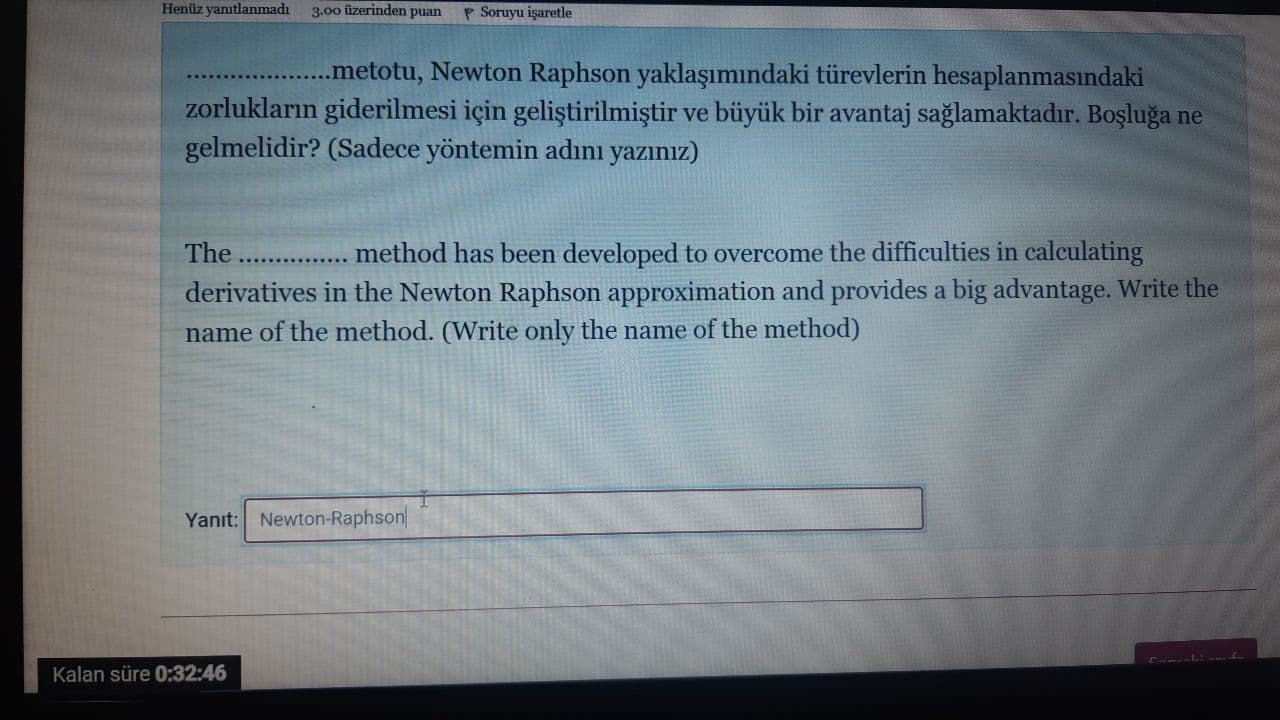 Henüz yanıtlanmadı 3.00 üzerinden puan Soruyu işaretle
.....................metotu, Newton Raphson yaklaşımındaki türevlerin hesaplanmasındaki
zorlukların giderilmesi için geliştirilmiştir ve büyük bir avantaj sağlamaktadır. Boşluğa ne
gelmelidir? (Sadece yöntemin adını yazınız)
The ............... method has been developed to overcome the difficulties in calculating
derivatives in the Newton Raphson approximation and provides a big advantage. Write the
name of the method. (Write only the name of the method)
Yanıt: Newton-Raphson
Kalan süre 0:32:46